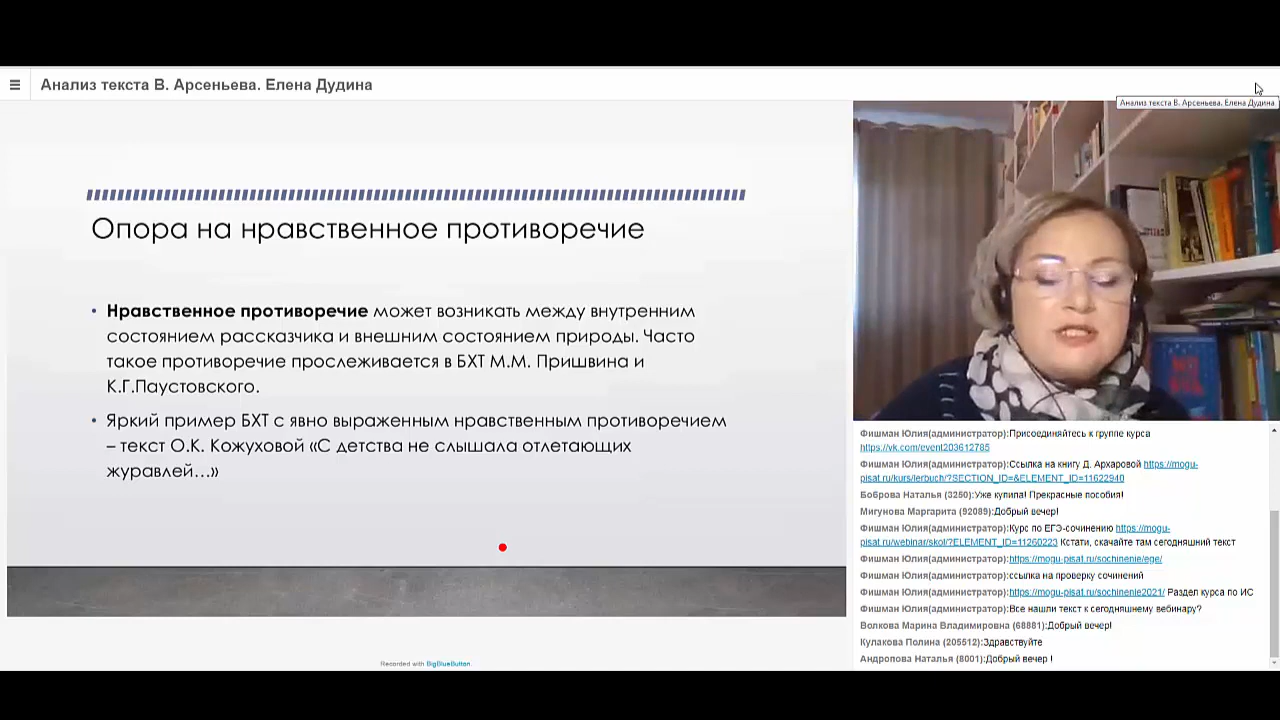 Анализ текста В. Арсеньева. Елена Дудина
Анализ текста В. Арсеньева. Елена Дудина
Опора на нравственное противоречие
• Нравственное противоречие может возникать между внутренним
состоянием рассказчика и внешним состоянием природы. Часто
такое противоречие прослеживается в БХТ М.М. Пришвина и
К.Г.Паустовского.
• Яркий пример БХТ с явно выраженным нравственным противоречием
– текст О.К. Кожуховой «С детства не слышала отлетающих
журавлей…»
Recorded with BigBlueButton.
Фишман Юлия(администратор):Присоединяйтесь к группе курса
https://vk.com/event203612785
Фишман Юлия(администратор):Ссылка на книгу Д. Архаровой https://mogu-
pisat.ru/kurs/lerbuch/?SECTION_ID=&ELEMENT_ID=11622940
Боброва Наталья (3250):Уже купила! Прекрасные пособия!
Мигунова Маргарита (92089):Добрый вечер!
Фишман Юлия(администратор):Курс по ЕГЭ-сочинению https://mogu-
pisat.ru/webinar/skol/?ELEMENT_ID=11260223 Кстати, скачайте там сегодняшний текст
Фишман Юлия(администратор):https://mogu-pisat.ru/sochinenie/ege/
Фишман Юлия(администратор):ссылка на проверку сочинений
Фишман Юлия(администратор):https://mogu-pisat.ru/sochinenie2021/ Раздел курса по ИС
Фишман Юлия(администратор):Все нашли текст к сегодняшнему вебинару?
Волкова Марина Владимировна (68881):Добрый вечер!
Кулакова Полина (205512):Здравствуйте
Андропова Наталья (8001):Добрый вечер !